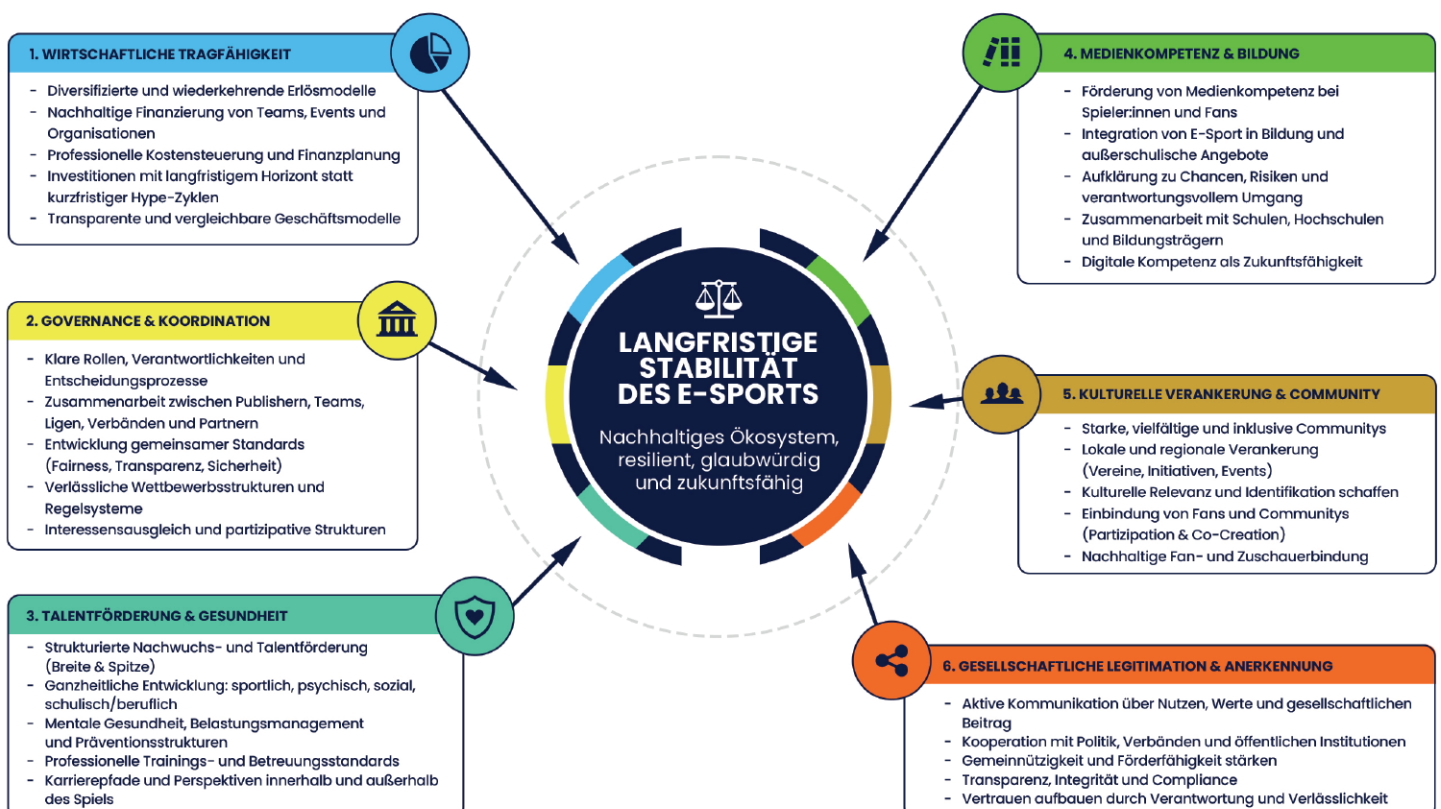 1. WIRTSCHAFTLICHE TRAGFÄHIGKEIT
- Diversifizierte und wiederkehrende Erlösmodelle
- Nachhaltige Finanzierung von Teams, Events und
Organisationen
- Professionelle Kostensteuerung und Finanzplanung
- Investitionen mit langfristigem Horizont statt
kurzfristiger Hype-Zyklen
- Transparente und vergleichbare Geschäftsmodelle
2. GOVERNANCE & KOORDINATION
- Klare Rollen, Verantwortlichkeiten und
Entscheidungsprozesse
- Zusammenarbeit zwischen Publishern, Teams,
Ligen, Verbänden und Partnern
- Entwicklung gemeinsamer Standards
(Fairness, Transparenz, Sicherheit)
- Verlässliche Wettbewerbsstrukturen und
Regelsysteme
- Interessensausgleich und partizipative Strukturen
3. TALENTFÖRDERUNG & GESUNDHEIT
- Strukturierte Nachwuchs- und Talentförderung
(Breite & Spitze)
- Ganzheitliche Entwicklung: sportlich, psychisch, sozial,
schulisch/beruflich
- Mentale Gesundheit, Belastungsmanagement
und Präventionsstrukturen
- Professionelle Trainings- und Betreuungsstandards
- Karrierepfade und Perspektiven innerhalb und außerhalb
des Spiels
LANGFRISTIGE
STABILITÄT
DES E-SPORTS
Nachhaltiges Ökosystem,
resilient, glaubwürdig
und zukunftsfähig
4. MEDIENKOMPETENZ & BILDUNG
- Förderung von Medienkompetenz bei
Spieler:innen und Fans
- Integration von E-Sport in Bildung und
außerschulische Angebote
- Aufklärung zu Chancen, Risiken und
verantwortungsvollem Umgang
- Zusammenarbeit mit Schulen, Hochschulen
und Bildungsträgern
- Digitale Kompetenz als Zukunftsfähigkeit
5. KULTURELLE VERANKERUNG & COMMUNITY
- Starke, vielfältige und inklusive Communitys
- Lokale und regionale Verankerung
(Vereine, Initiativen, Events)
- Kulturelle Relevanz und Identifikation schaffen
- Einbindung von Fans und Communitys
(Partizipation & Co-Creation)
- Nachhaltige Fan- und Zuschauerbindung
6. GESELLSCHAFTLICHE LEGITIMATION & ANERKENNUNG
- Aktive Kommunikation über Nutzen, Werte und gesellschaftlichen
Beitrag
- Kooperation mit Politik, Verbänden und öffentlichen Institutionen
- Gemeinnützigkeit und Förderfähigkeit stärken
- Transparenz, Integrität und Compliance
- Vertrauen aufbauen durch Verantwortung und Verlässlichkeit